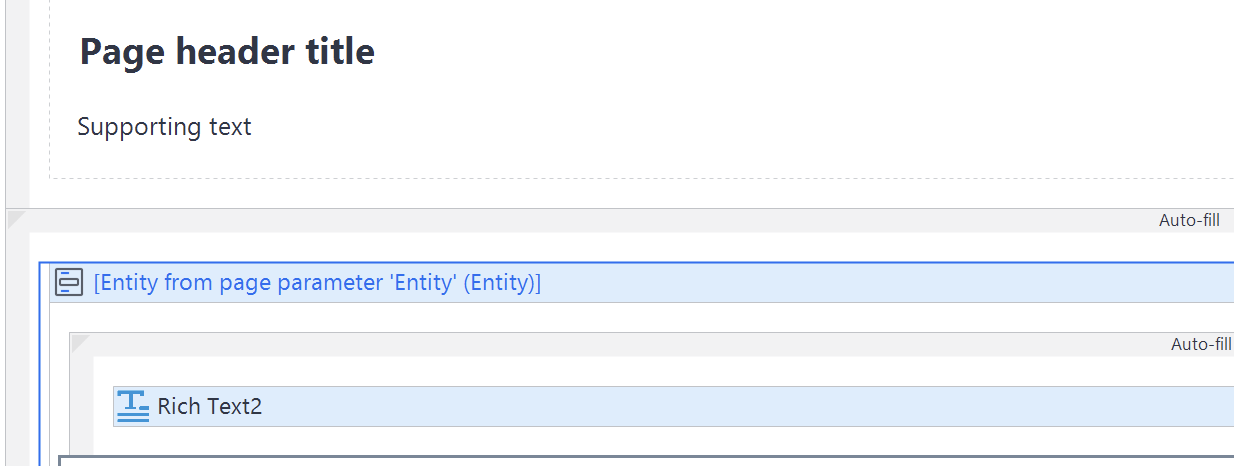 Page header title
Supporting text
Auto-fill
[Entity from page parameter 'Entity' (Entity)]
Auto-fill
Rich Text2